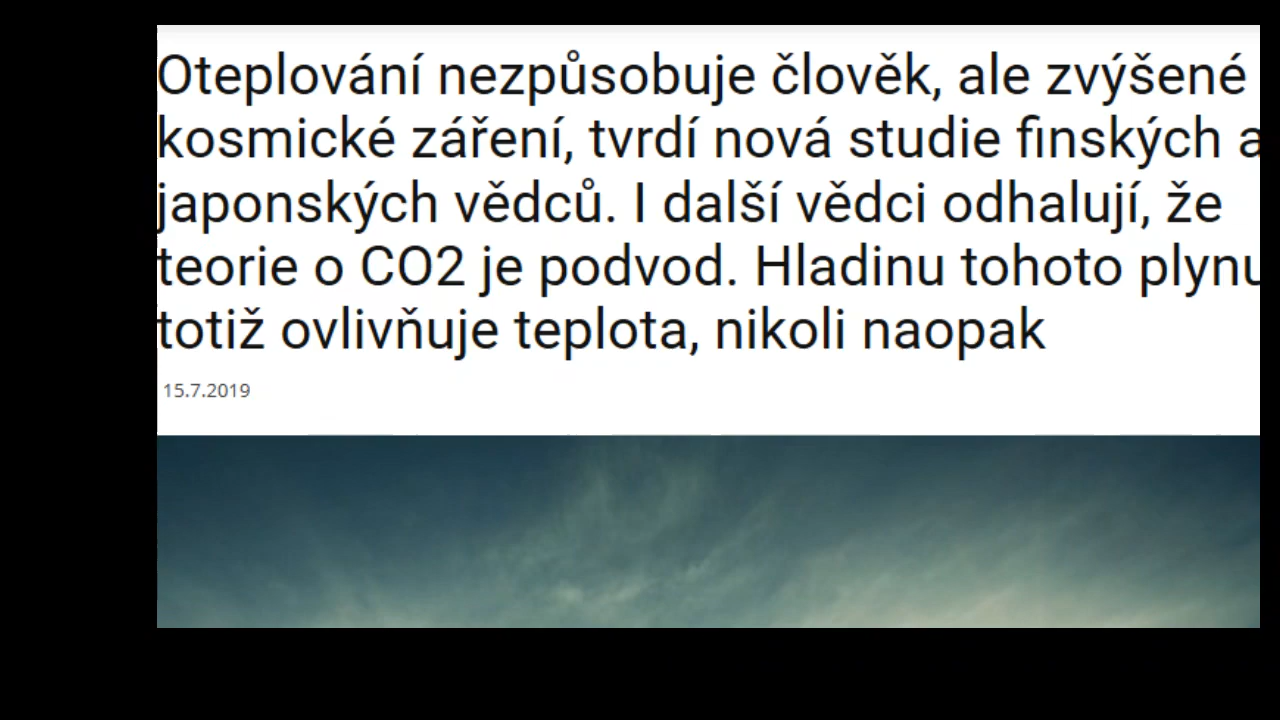 Oteplování nezpůsobuje člověk, ale zvýšené
kosmické záření, tvrdí nová studie finských a
japonských vědců. I další vědci odhalují, že
teorie o CO2 je podvod. Hladinu tohoto plynu
totiž ovlivňuje teplota, nikoli naopak
15.7.2019